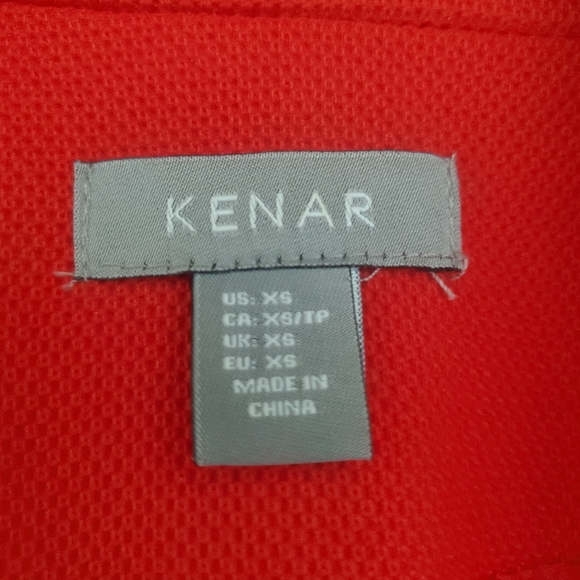 KENAR
US: XS
CA: XS/TP
UK: XS
EU: XS
MADE IN
CHINA